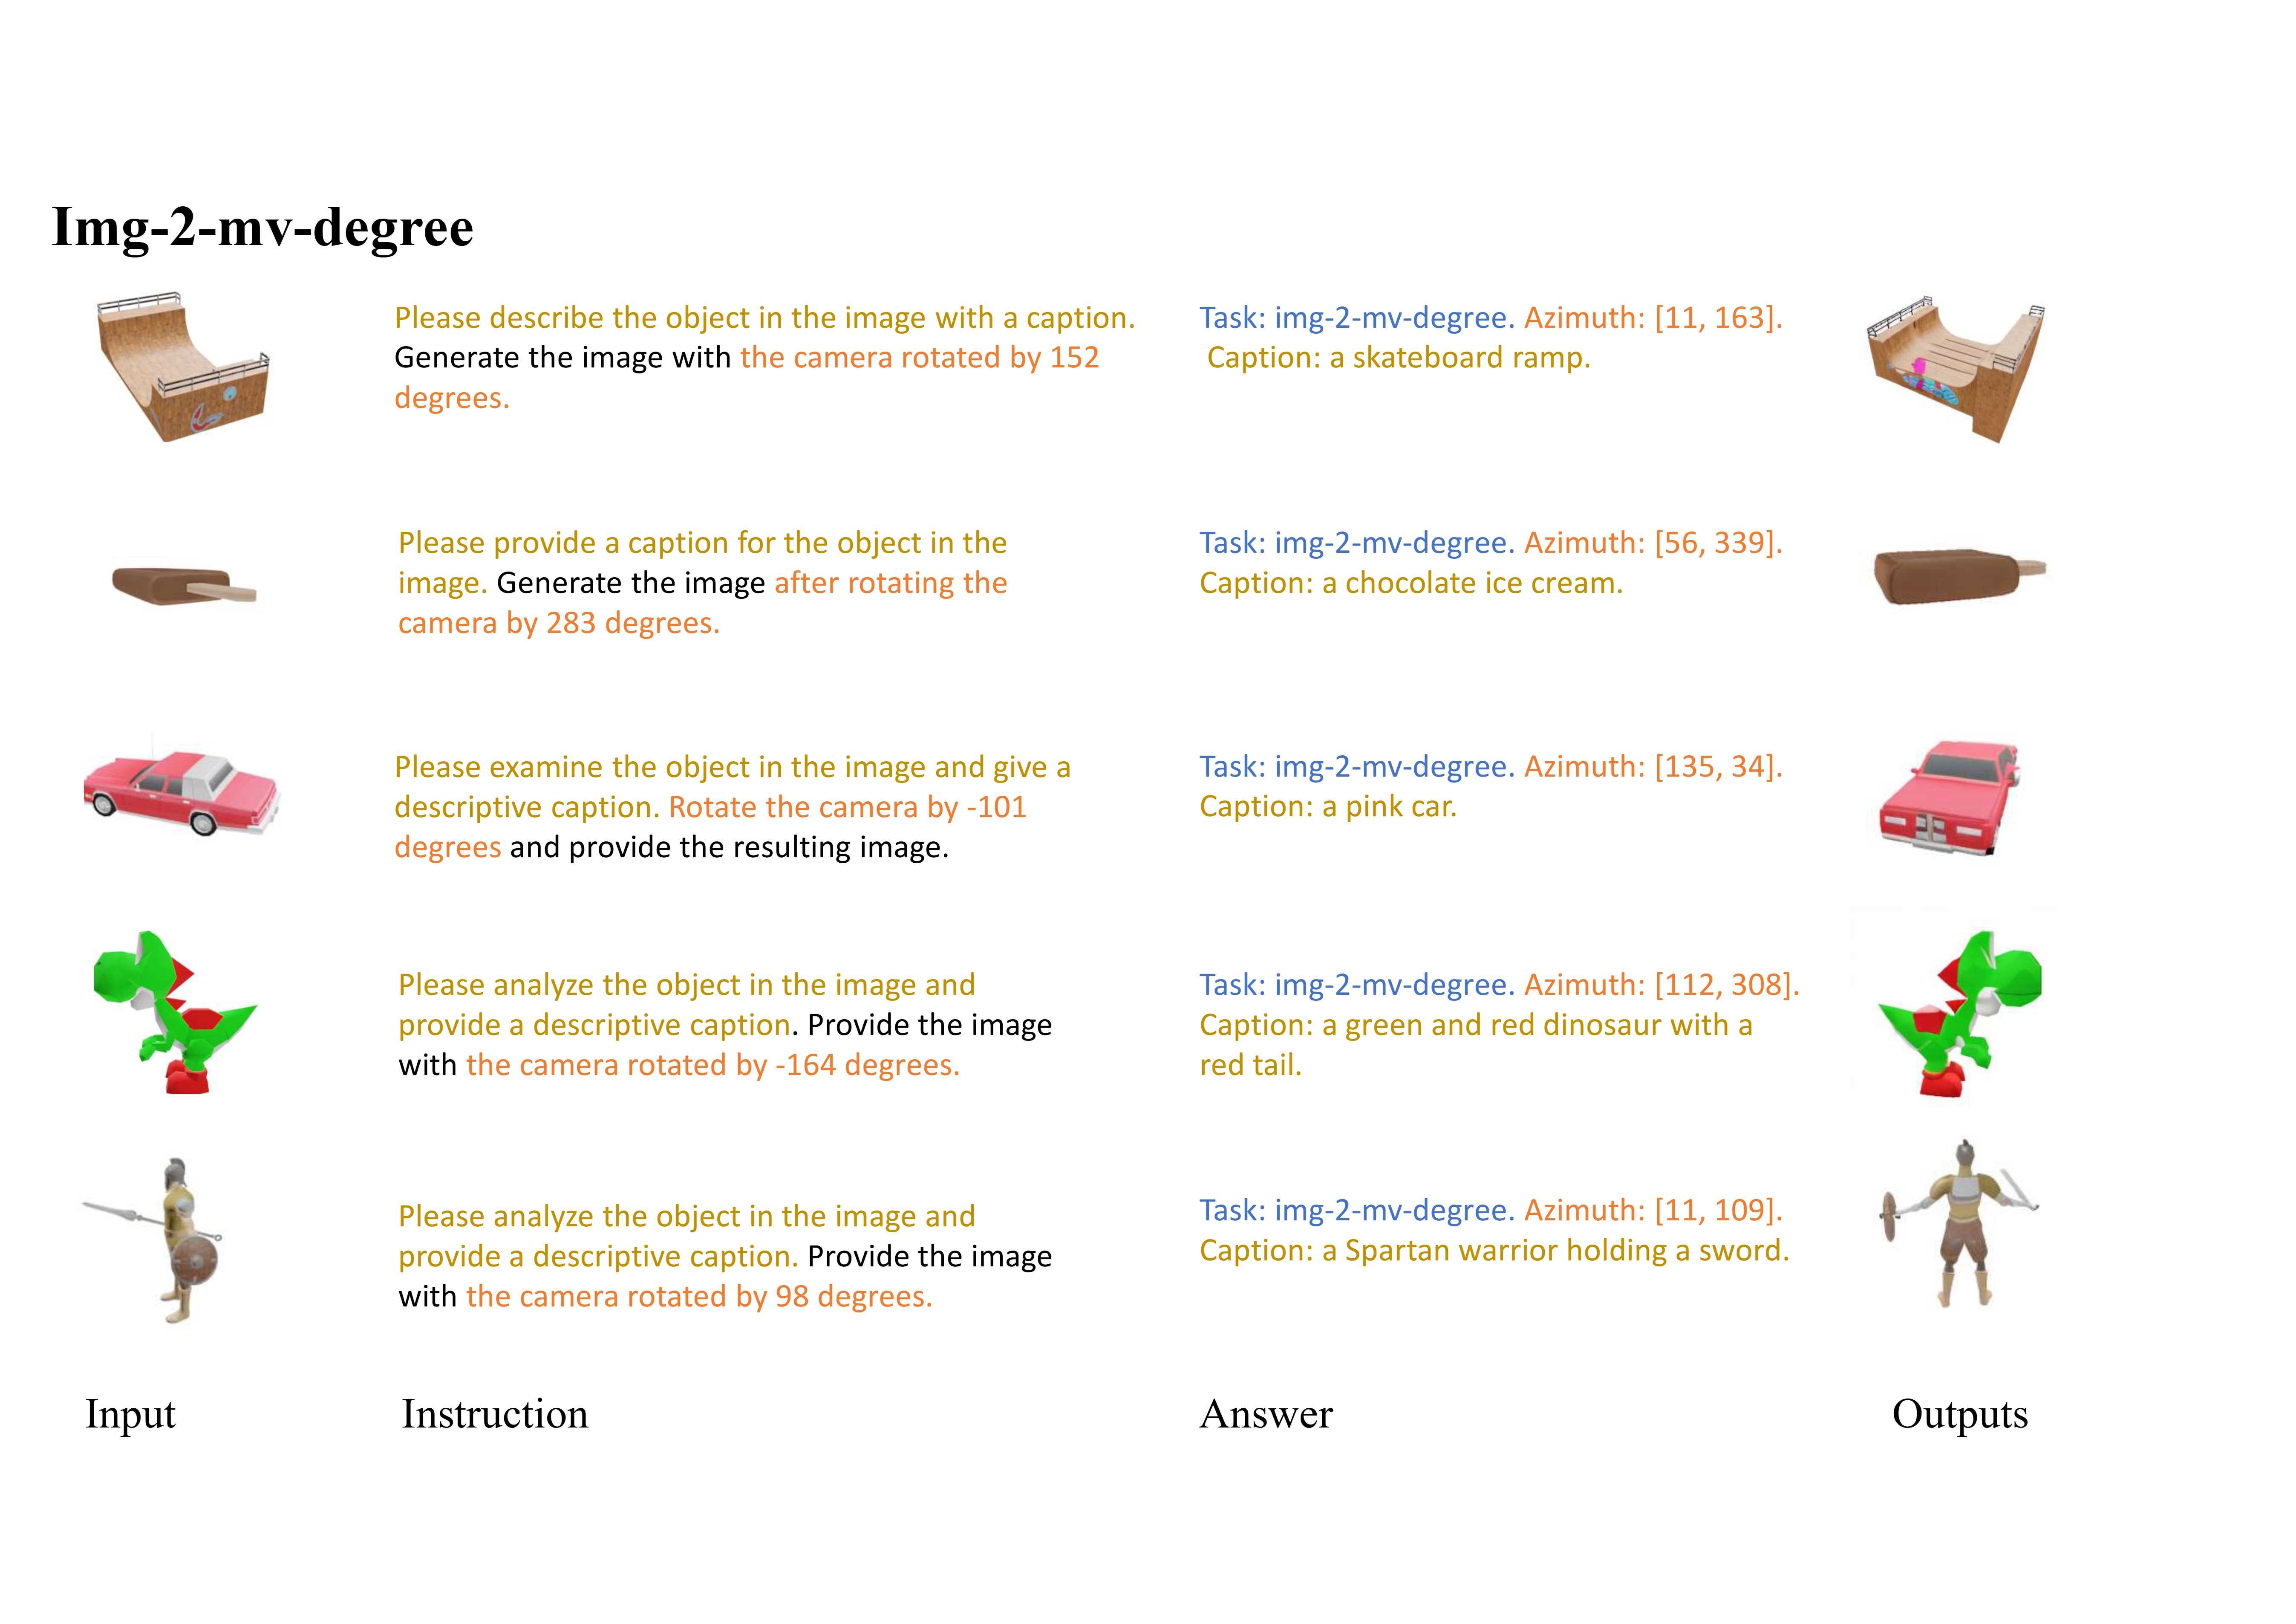 Img-2-mv-degree
Please describe the object in the image with a caption.
Generate the image with the camera rotated by 152
degrees.
Task: img-2-mv-degree. Azimuth: [11, 163].
Caption: a skateboard ramp.
Please provide a caption for the object in the
image. Generate the image after rotating the
camera by 283 degrees.
Task: img-2-mv-degree. Azimuth: [56, 339].
Caption: a chocolate ice cream.
Please examine the object in the image and give a
descriptive caption. Rotate the camera by -101
degrees and provide the resulting image.
Task: img-2-mv-degree. Azimuth: [135, 34].
Caption: a pink car.
Please analyze the object in the image and
provide a descriptive caption. Provide the image
with the camera rotated by -164 degrees.
Task: img-2-mv-degree. Azimuth: [112, 308].
Caption: a green and red dinosaur with a
red tail.
Please analyze the object in the image and
provide a descriptive caption. Provide the image
with the camera rotated by 98 degrees.
Task: img-2-mv-degree. Azimuth: [11, 109].
Caption: a Spartan warrior holding a sword.
Input
Instruction
Answer
Outputs